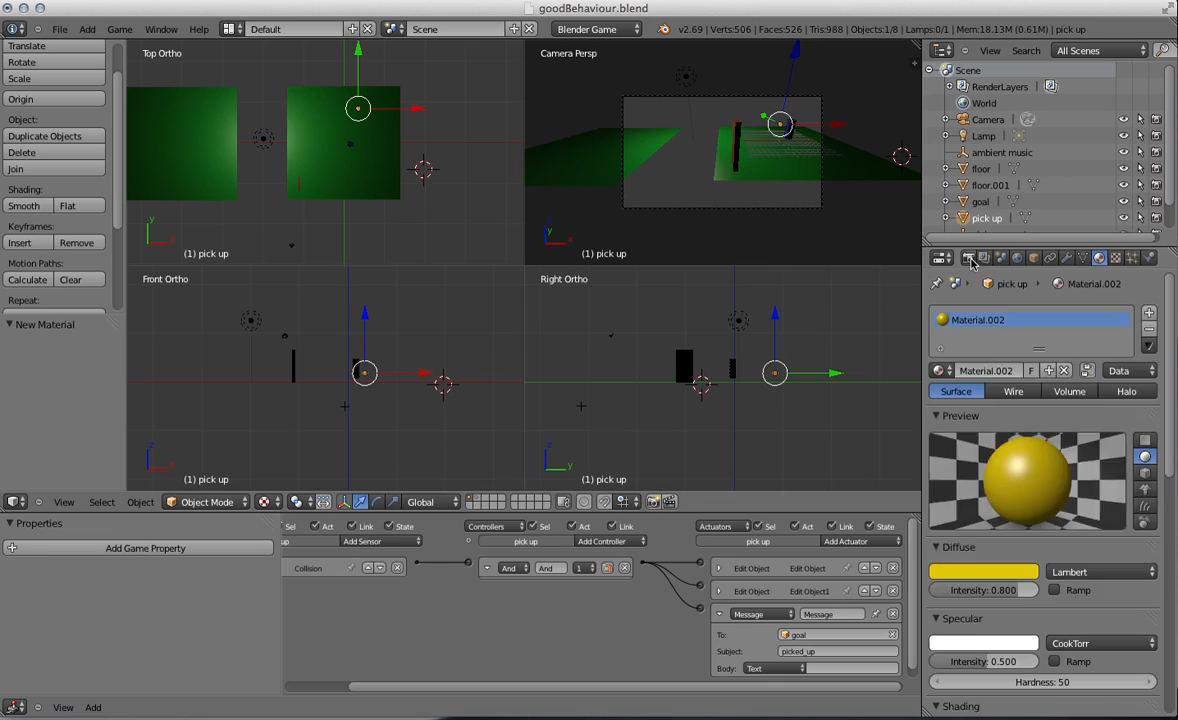 goodBehaviour.blend
File Add Game Window Help Default Scene Blender Game v2.69 | Verts:506 | Faces:526 | Tris:988 | Objects:1/8 | Lamps:0/1 | Mem:18.13M (0.61M) | pick up
Translate
Rotate
Scale
Origin
Object:
Duplicate Objects
Delete
Join
Shading:
Smooth Flat
Keyframes:
Insert Remove
Motion Paths:
Calculate Clear
Repeat:
New Material
Top Ortho
y
x
(1) pick up
Camera Persp
y
x
(1) pick up
Front Ortho
z
x
(1) pick up
Right Ortho
z
y
(1) pick up
View Select Object Object Mode Global
View Search All Scenes
Scene
RenderLayers
World
Camera
Lamp
ambient music
floor
floor.001
goal
pick up
pick up Material.002
Material.002
Material.002 F Data
Surface Wire Volume Halo
Preview
Diffuse
Lambert
Intensity: 0.800 Ramp
Specular
CookTorr
Intensity: 0.500 Ramp
Hardness: 50
Shading
Properties
Add Game Property
Sel Act Link State Controllers Sel Act Link Actuators Sel Act Link State
up Add Sensor pick up Add Controller pick up Add Actuator
Collision And And 1 Edit Object Edit Object
Edit Object Edit Object1
Message Message
To: goal
Subject: picked_up
Body: Text
View Add